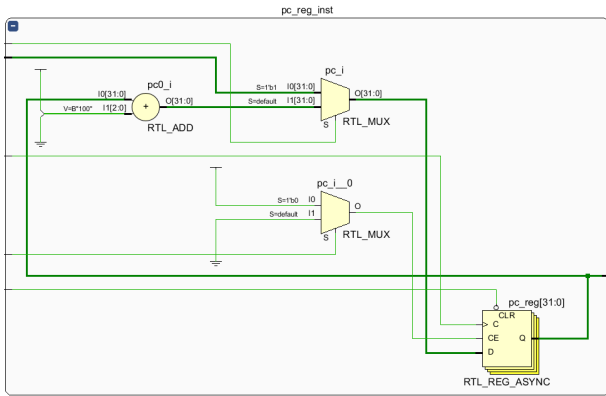 pc_reg_inst
pc_i
pc0_i
S=1'b1 I0[31:0]
O[31:0]
I0[31:0]
O[31:0]
S=default I1[31:0]
V=B"100" I1[2:0]
+
S RTL_MUX
RTL_ADD
pc_i__0
S=1'b0 I0
O
S=default I1
S RTL_MUX
pc_reg[31:0]
CLR
C
CE Q
D
RTL_REG_ASYNC